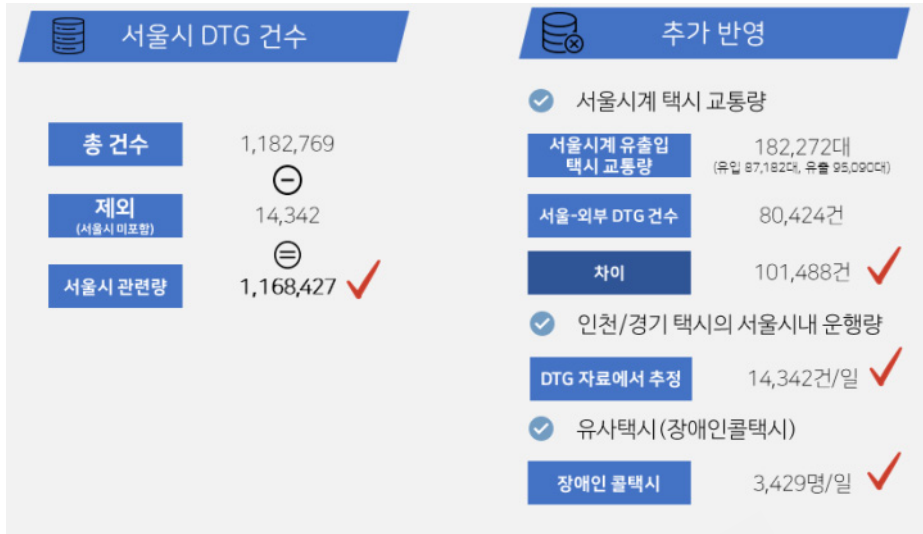 서울시 DTG 건수
총 건수 1,182,769
제외 14,342
(서울시 미포함)
서울시 관련량 1,168,427
추가 반영
서울시계 택시 교통량
서울시계 유출입
택시 교통량
182,272대
(유입 87,182대, 유출 95,090대)
서울-외부 DTG 건수 80,424건
차이 101,488건
인천/경기 택시의 서울시내 운행량
DTG 자료에서 추정 14,342건/일
유사택시(장애인콜택시)
장애인 콜택시 3,429명/일